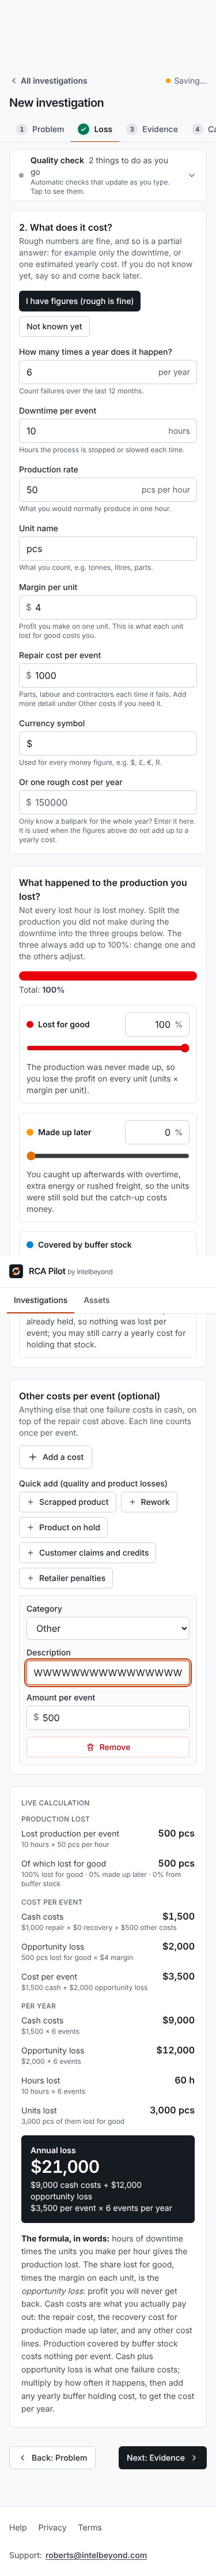 All investigations
Saving...
New investigation
1 Problem
Loss
3 Evidence
4 Ca
Quality check 2 things to do as you
go
Automatic checks that update as you type.
Tap to see them.
2. What does it cost?
Rough numbers are fine, and so is a partial
answer: for example only the downtime, or
one estimated yearly cost. If you do not know
yet, say so and come back later.
I have figures (rough is fine)
Not known yet
How many times a year does it happen?
6 per year
Count failures over the last 12 months.
Downtime per event
10 hours
Hours the process is stopped or slowed each time.
Production rate
50 pcs per hour
What you would normally produce in one hour.
Unit name
pcs
What you count, e.g. tonnes, litres, parts.
Margin per unit
$ 4
Profit you make on one unit. This is what each unit
lost for good costs you.
Repair cost per event
$ 1000
Parts, labour and contractors each time it fails. Add
more detail under Other costs if you need it.
Currency symbol
$
Used for every money figure, e.g. $, £, €, R.
Or one rough cost per year
$ 150000
Only know a ballpark for the whole year? Enter it here.
It is used when the figures above do not add up to a
yearly cost.
What happened to the production you
lost?
Not every lost hour is lost money. Split the
production you did not make during the
downtime into the three groups below. The
three always add up to 100%: change one and
the others adjust.
Total: 100%
Lost for good 100 %
The production was never made up, so
you lose the profit on every unit (units ×
margin per unit).
Made up later 0 %
You caught up afterwards with overtime,
extra energy or rushed freight, so the units
were still sold but the catch-up costs
money.
Covered by buffer stock
RCA Pilot by Intelbeyond
Investigations
Assets
already held, so nothing was lost per
event; you may still carry a yearly cost for
holding that stock.
Other costs per event (optional)
Anything else that one failure costs in cash, on
top of the repair cost above. Each line counts
once per event.
+ Add a cost
Quick add (quality and product losses)
+ Scrapped product
+ Rework
+ Product on hold
+ Customer claims and credits
+ Retailer penalties
Category
Other
Description
WWWWWWWWWWWWWWWW
Amount per event
$ 500
Remove
LIVE CALCULATION
PRODUCTION LOST
Lost production per event 500 pcs
10 hours × 50 pcs per hour
Of which lost for good 500 pcs
100% lost for good · 0% made up later · 0% from
buffer stock
COST PER EVENT
Cash costs $1,500
$1,000 repair + $0 recovery + $500 other costs
Opportunity loss $2,000
500 pcs lost for good × $4 margin
Cost per event $3,500
$1,500 cash + $2,000 opportunity loss
PER YEAR
Cash costs $9,000
$1,500 × 6 events
Opportunity loss $12,000
$2,000 × 6 events
Hours lost 60 h
10 hours × 6 events
Units lost 3,000 pcs
3,000 pcs of them lost for good
Annual loss
$21,000
$9,000 cash costs + $12,000
opportunity loss
$3,500 per event × 6 events per year
The formula, in words: hours of downtime
times the units you make per hour gives the
lost production. The share lost for good,
times the margin on each unit, is the
opportunity loss: profit you will never get
back. Cash costs are what you actually pay
out: the repair cost, the recovery cost for
production made up later, and any other cost
lines. Production covered by buffer stock
costs nothing per event. Cash plus
opportunity loss is what one failure costs;
multiply by how often it happens, then add
any yearly buffer holding cost, to get the cost
per year.
Back: Problem
Next: Evidence
Help
Privacy
Terms
Support: roberts@intelbeyond.com